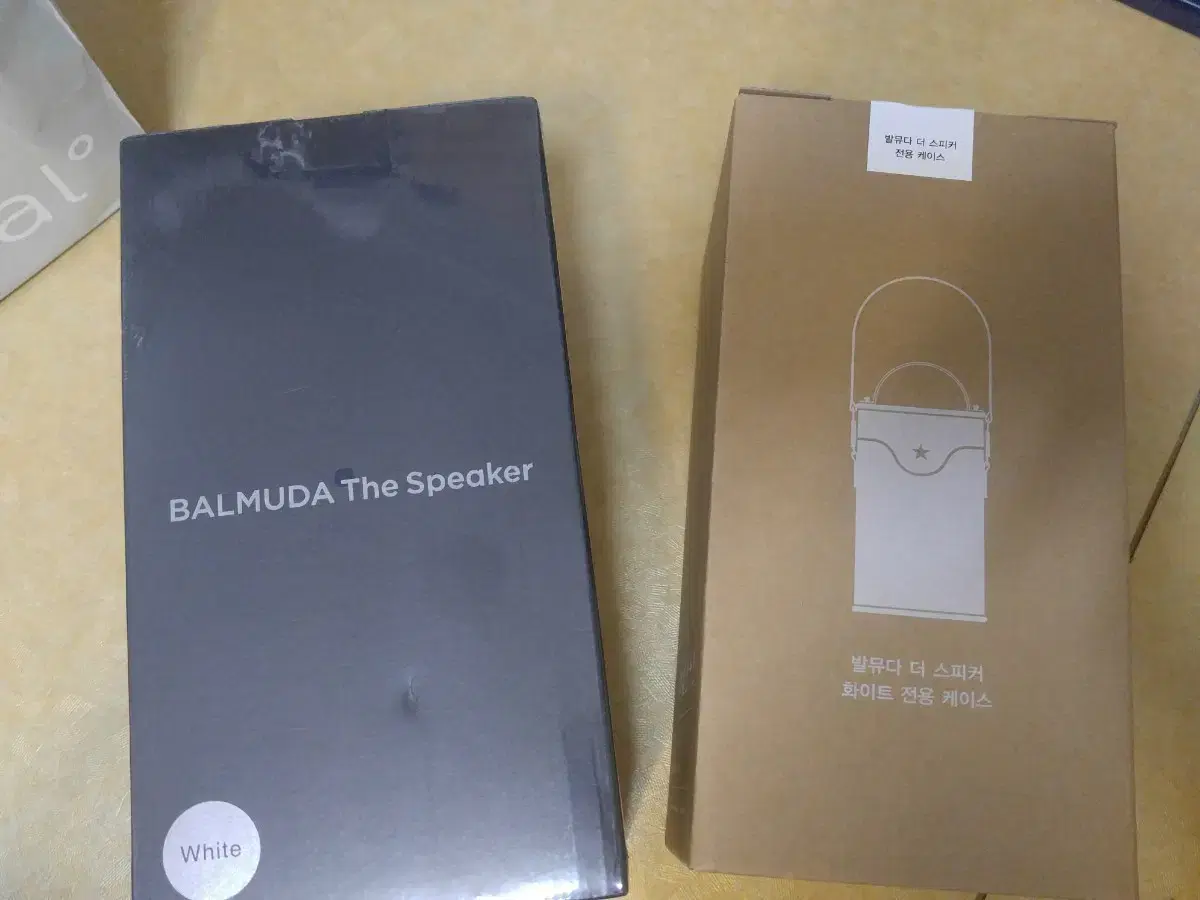 al°
BALMUDA The Speaker
White
발뮤다 더 스피커
전용 케이스
발뮤다 더 스피커
화이트 전용 케이스